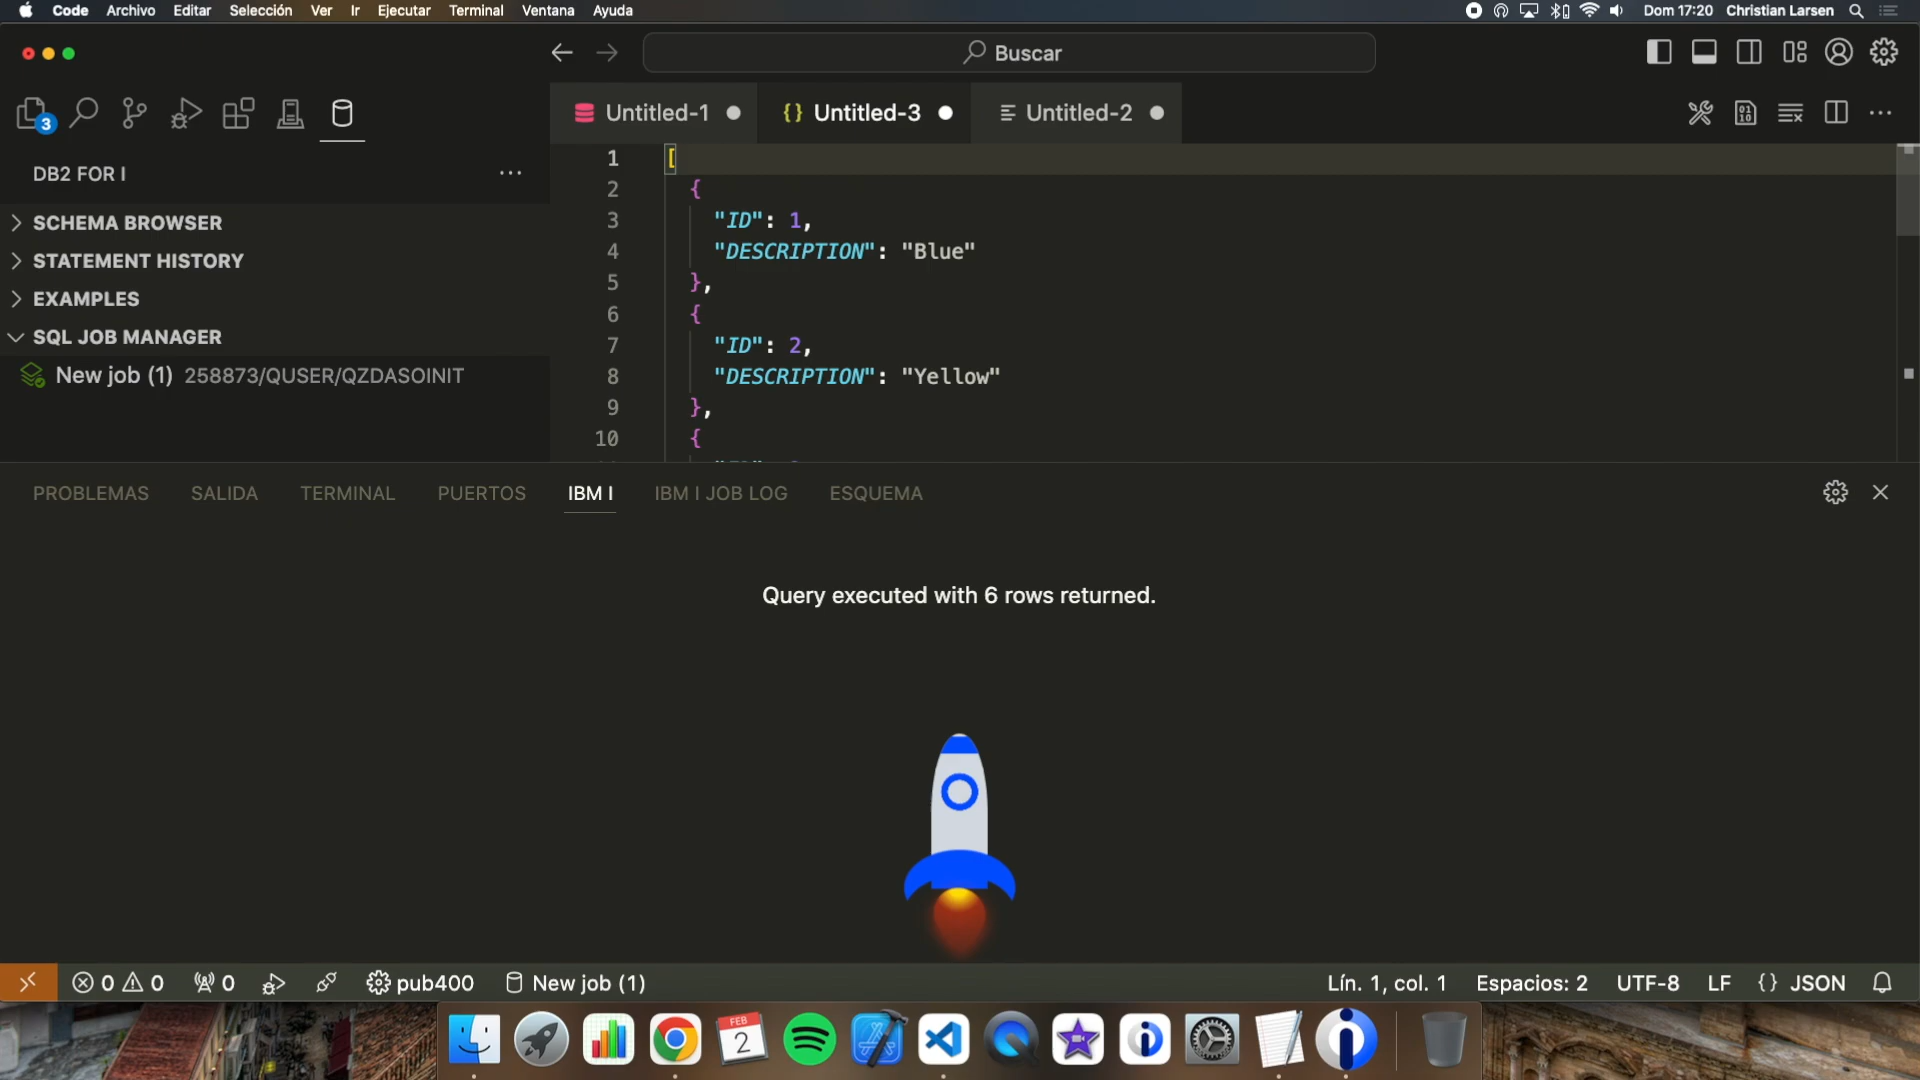 Code Archivo Editar Selección Ver Ir Ejecutar Terminal Ventana Ayuda Dom 17:20 Christian Larsen
Buscar
3
Untitled-1 {} Untitled-3 Untitled-2
DB2 FOR I
SCHEMA BROWSER
STATEMENT HISTORY
EXAMPLES
SQL JOB MANAGER
New job (1) 258873/QUSER/QZDASOINIT
1 [
2 {
3 "ID": 1,
4 "DESCRIPTION": "Blue"
5 },
6 {
7 "ID": 2,
8 "DESCRIPTION": "Yellow"
9 },
10 {
PROBLEMAS SALIDA TERMINAL PUERTOS IBM I IBM I JOB LOG ESQUEMA
Query executed with 6 rows returned.
0 0 0 pub400 New job (1) Lín. 1, col. 1 Espacios: 2 UTF-8 LF {} JSON
FEB
2